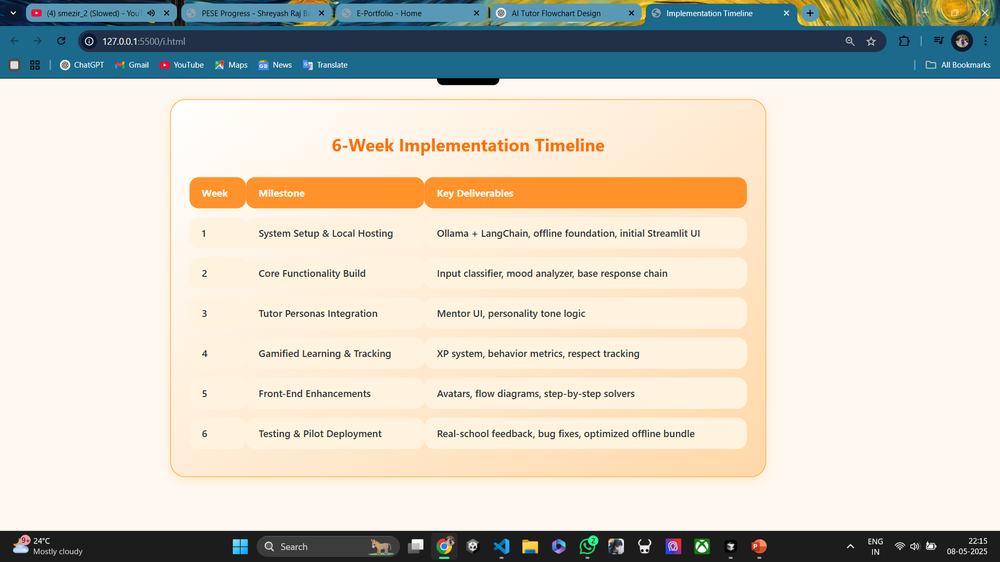 (4) smezir_2 (Slowed) - YouT
PESE Progress - Shreyash Raj Ba
E-Portfolio - Home
AI Tutor Flowchart Design
Implementation Timeline
127.0.0.1:5500/i.html
ChatGPT
Gmail
YouTube
Maps
News
Translate
All Bookmarks
6-Week Implementation Timeline
Week Milestone Key Deliverables
1 System Setup & Local Hosting Ollama + LangChain, offline foundation, initial Streamlit UI
2 Core Functionality Build Input classifier, mood analyzer, base response chain
3 Tutor Personas Integration Mentor UI, personality tone logic
4 Gamified Learning & Tracking XP system, behavior metrics, respect tracking
5 Front-End Enhancements Avatars, flow diagrams, step-by-step solvers
6 Testing & Pilot Deployment Real-school feedback, bug fixes, optimized offline bundle
9+
24°C
Mostly cloudy
Search
2
ENG
IN
22:15
08-05-2025